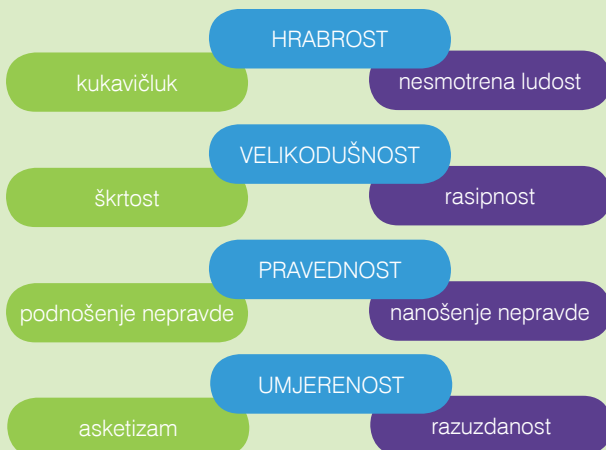 HRABROST
kukavičluk
nesmotrena ludost
VELIKODUŠNOST
škrtost
rasipnost
PRAVEDNOST
podnošenje nepravde
nanošenje nepravde
UMJERENOST
asketizam
razuzdanost